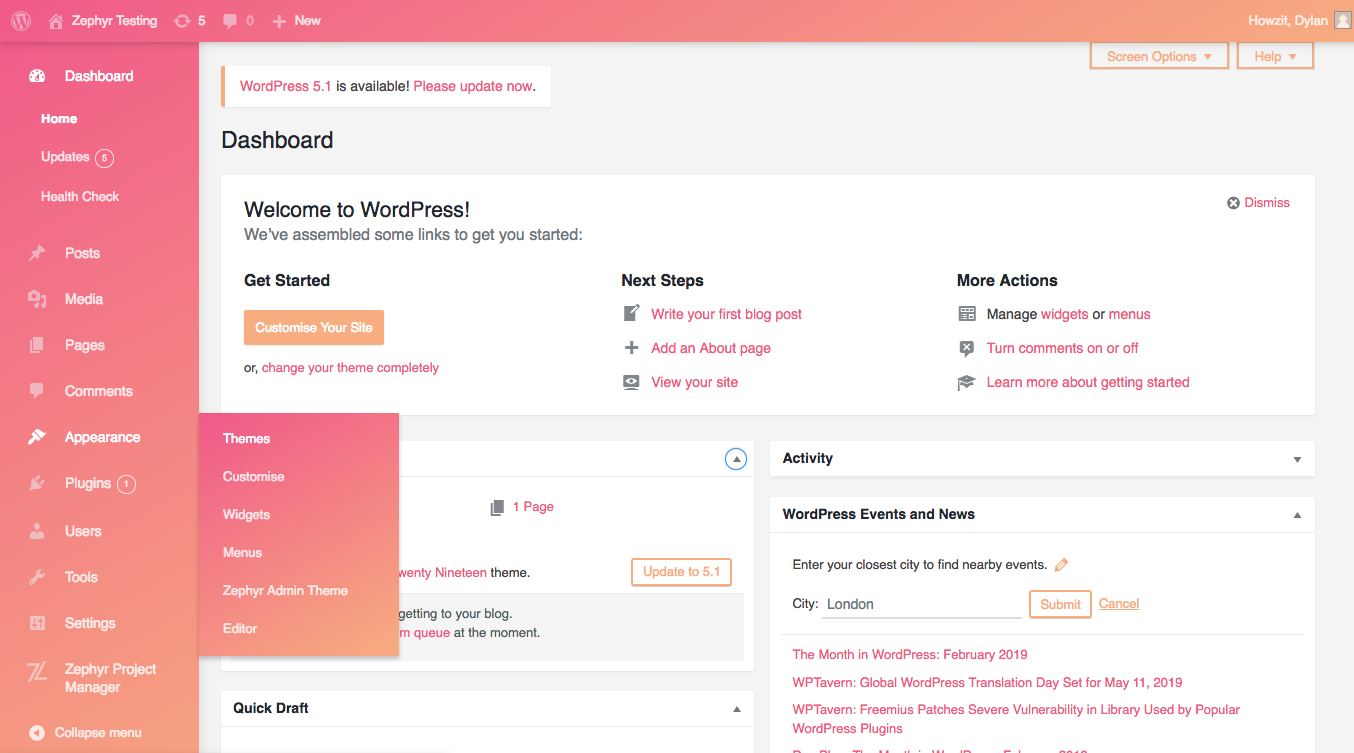 Zephyr Testing 5 0 New
Howzit, Dylan
Dashboard
Home
Updates 5
Health Check
Posts
Media
Pages
Comments
Appearance
Plugins 1
Users
Tools
Settings
Zephyr Project
Manager
Collapse menu
Themes
Customise
Widgets
Menus
Zephyr Admin Theme
Editor
Screen Options
Help
WordPress 5.1 is available! Please update now.
Dashboard
Welcome to WordPress!
We've assembled some links to get you started:
Dismiss
Get Started
Customise Your Site
or, change your theme completely
Next Steps
Write your first blog post
Add an About page
View your site
More Actions
Manage widgets or menus
Turn comments on or off
Learn more about getting started
1 Page
wenty Nineteen theme.
Update to 5.1
getting to your blog.
m queue at the moment.
Quick Draft
Activity
WordPress Events and News
Enter your closest city to find nearby events.
City: London Submit Cancel
The Month in WordPress: February 2019
WPTavern: Global WordPress Translation Day Set for May 11, 2019
WPTavern: Freemius Patches Severe Vulnerability in Library Used by Popular
WordPress Plugins